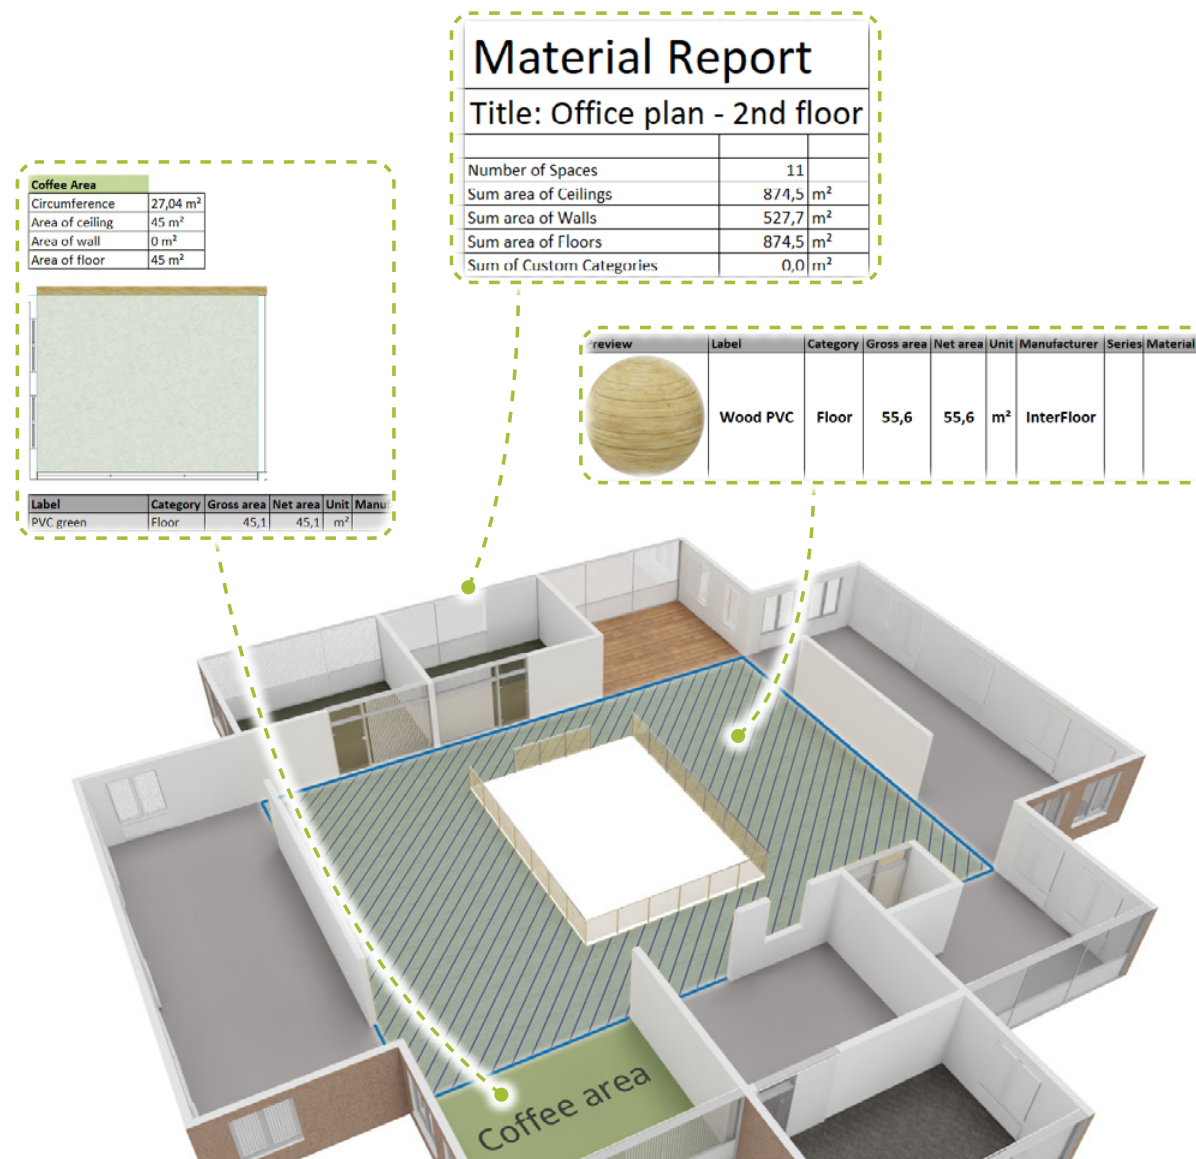 Material Report
Title: Office plan - 2nd floor
Number of Spaces 11
Sum area of Ceilings 874,5 m²
Sum area of Walls 527,7 m²
Sum area of Floors 874,5 m²
Sum of Custom Categories 0,0 m²
Coffee Area
Circumference 27,04 m²
Area of ceiling 45 m²
Area of wall 0 m²
Area of floor 45 m²
Label Category Gross area Net area Unit Manu
PVC green Floor 45,1 45,1 m²
review Label Category Gross area Net area Unit Manufacturer Series Material
Wood PVC Floor 55,6 55,6 m² InterFloor
Coffee area